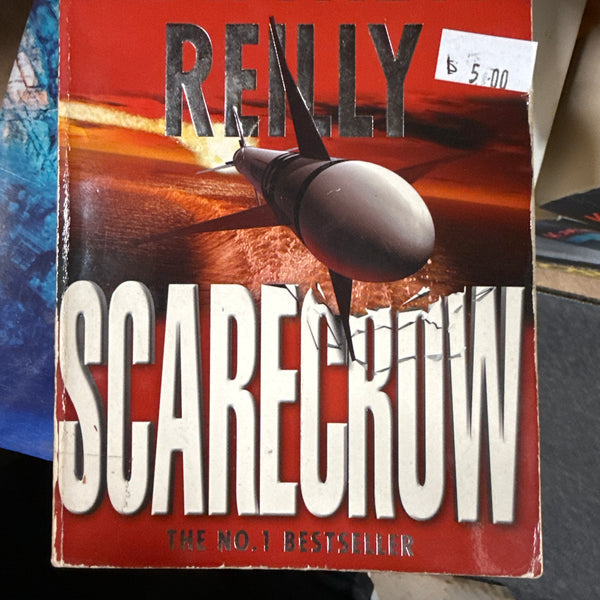 REILLY
$ 5.00
SCARECROW
THE NO.1 BESTSELLER